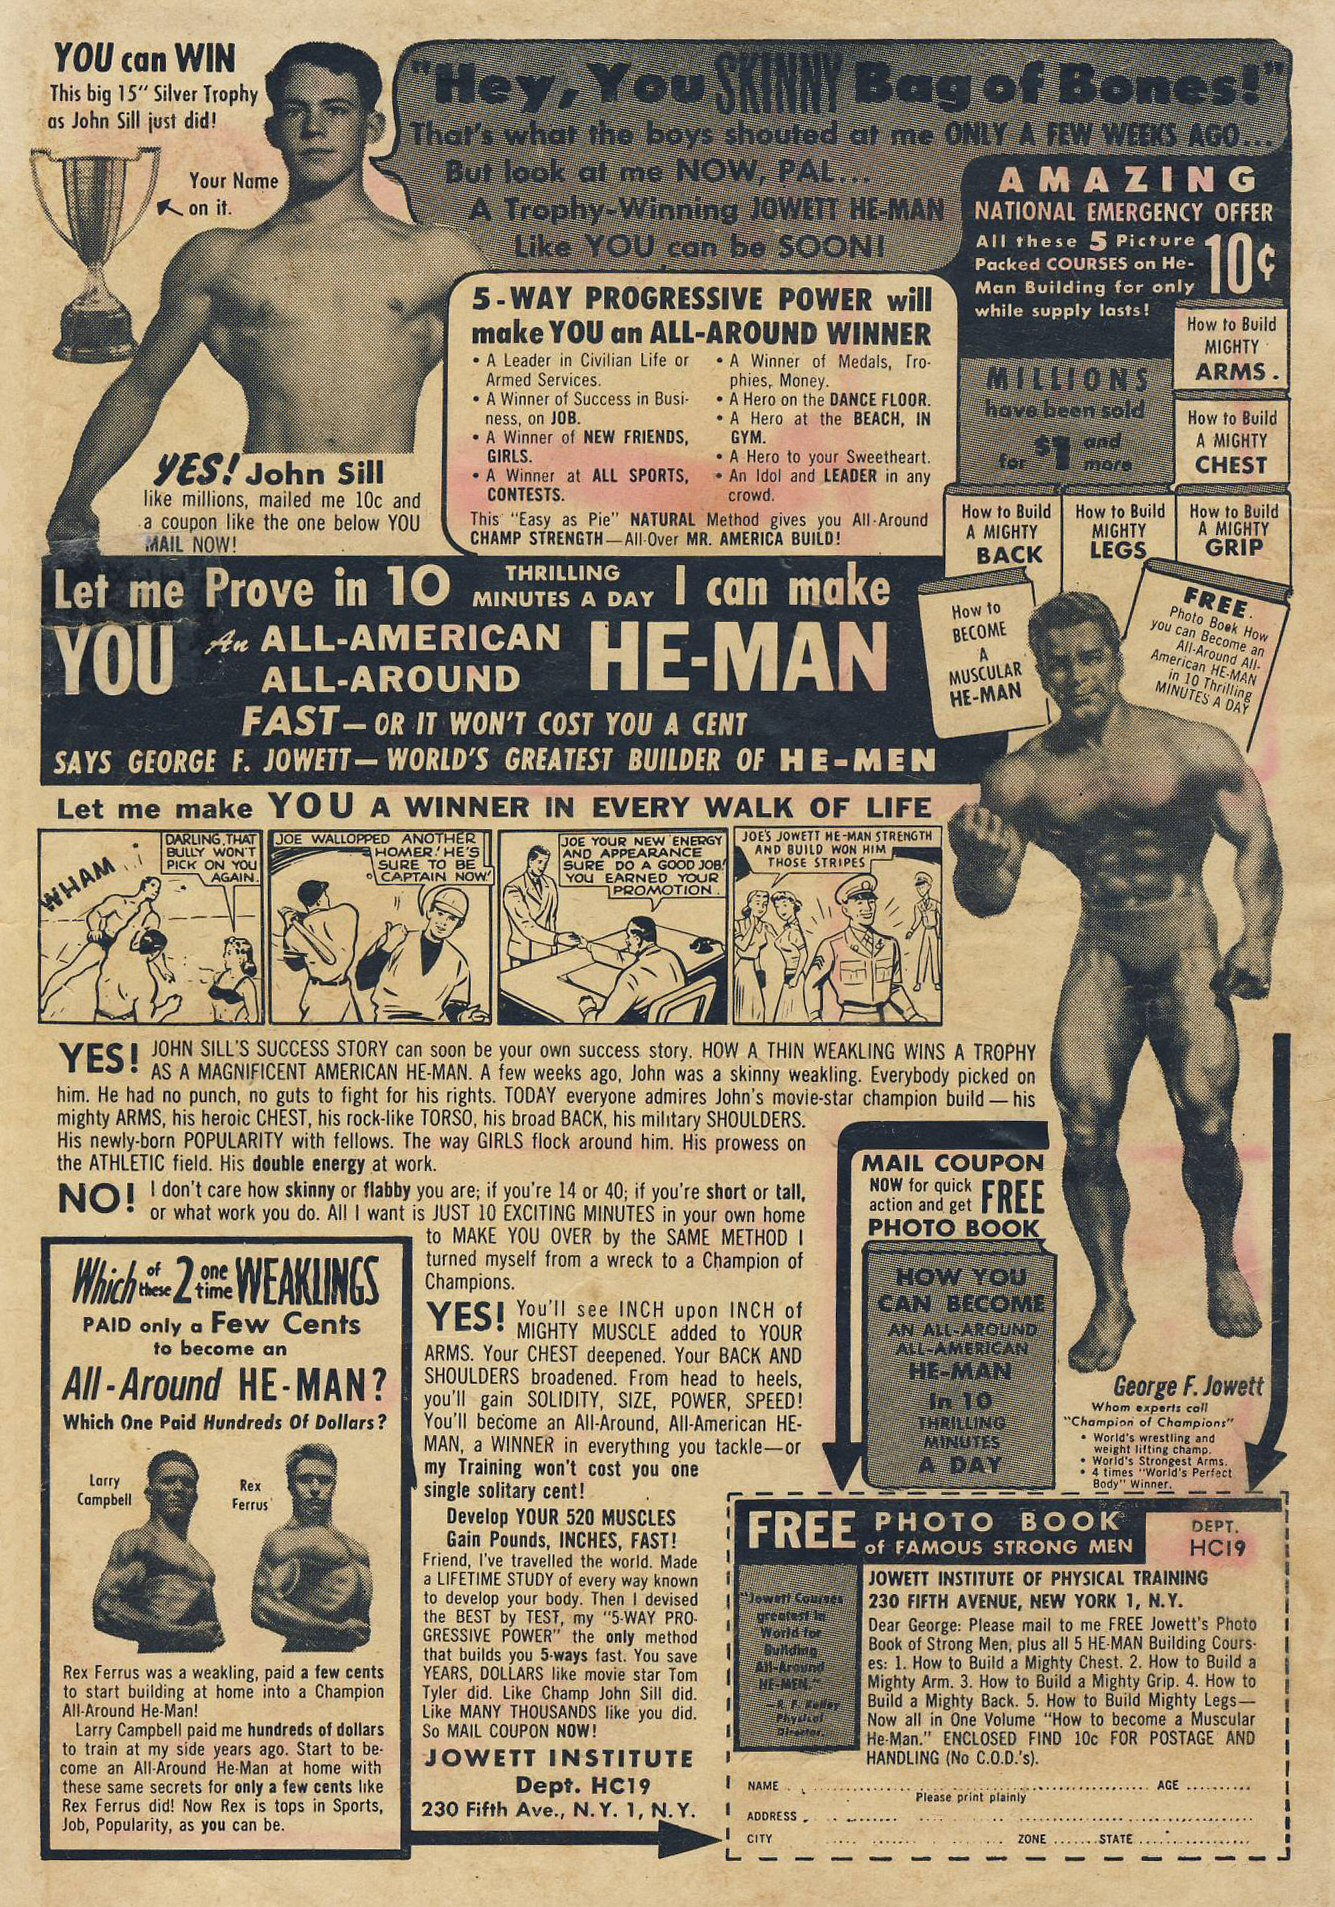 YOU can WIN
This big 15" Silver Trophy
as John Sill just did!
Your Name
on it.
"Hey, You SKINNY Bag of Bones!"
That's what the boys shouted at me ONLY A FEW WEEKS AGO...
But look at me NOW, PAL...
A Trophy-Winning JOWETT HE-MAN
Like YOU can be SOON!
AMAZING
NATIONAL EMERGENCY OFFER
All these 5 Picture
Packed COURSES on He-
Man Building for only
while supply lasts!
10¢
MILLIONS
have been sold
for $1 and
more
How to Build
MIGHTY
ARMS.
How to Build
A MIGHTY
CHEST
How to Build
A MIGHTY
BACK
How to Build
MIGHTY
LEGS
How to Build
A MIGHTY
GRIP
How to
BECOME
A
MUSCULAR
HE-MAN
FREE.
Photo Book How
you can Become an
All-Around All-
American HE-MAN
in 10 Thrilling
MINUTES A DAY
5-WAY PROGRESSIVE POWER will
make YOU an ALL-AROUND WINNER
• A Leader in Civilian Life or
Armed Services.
• A Winner of Success in Busi-
ness, on JOB.
• A Winner of NEW FRIENDS,
GIRLS.
• A Winner at ALL SPORTS,
CONTESTS.
• A Winner of Medals, Tro-
phies, Money.
• A Hero on the DANCE FLOOR.
• A Hero at the BEACH, IN
GYM.
• A Hero to your Sweetheart.
• An Idol and LEADER in any
crowd.
This "Easy as Pie" NATURAL Method gives you All-Around
CHAMP STRENGTH—All-Over MR. AMERICA BUILD!
YES! John Sill
like millions, mailed me 10c and
a coupon like the one below YOU
MAIL NOW!
Let me Prove in 10 THRILLING MINUTES A DAY I can make
YOU An ALL-AMERICAN ALL-AROUND HE-MAN
FAST—OR IT WON'T COST YOU A CENT
SAYS GEORGE F. JOWETT—WORLD'S GREATEST BUILDER OF HE-MEN
Let me make YOU A WINNER IN EVERY WALK OF LIFE
WHAM
DARLING, THAT
BULLY WON'T
PICK ON YOU
AGAIN.
JOE WALLOPPED ANOTHER
HOMER! HE'S
SURE TO BE
CAPTAIN NOW!
JOE YOUR NEW ENERGY
AND APPEARANCE
SURE DO A GOOD JOB!
YOU EARNED YOUR
PROMOTION.
JOE'S JOWETT HE-MAN STRENGTH
AND BUILD WON HIM
THOSE STRIPES
YES! JOHN SILL'S SUCCESS STORY can soon be your own success story. HOW A THIN WEAKLING WINS A TROPHY
AS A MAGNIFICENT AMERICAN HE-MAN. A few weeks ago, John was a skinny weakling. Everybody picked on
him. He had no punch, no guts to fight for his rights. TODAY everyone admires John's movie-star champion build—his
mighty ARMS, his heroic CHEST, his rock-like TORSO, his broad BACK, his military SHOULDERS.
His newly-born POPULARITY with fellows. The way GIRLS flock around him. His prowess on
the ATHLETIC field. His double energy at work.
NO! I don't care how skinny or flabby you are; if you're 14 or 40; if you're short or tall,
or what work you do. All I want is JUST 10 EXCITING MINUTES in your own home
to MAKE YOU OVER by the SAME METHOD I
turned myself from a wreck to a Champion of
Champions.
YES! You'll see INCH upon INCH of
MIGHTY MUSCLE added to YOUR
ARMS. Your CHEST deepened. Your BACK AND
SHOULDERS broadened. From head to heels,
you'll gain SOLIDITY, SIZE, POWER, SPEED!
You'll become an All-Around, All-American HE-
MAN, a WINNER in everything you tackle—or
my Training won't cost you one
single solitary cent!
Develop YOUR 520 MUSCLES
Gain Pounds, INCHES, FAST!
Friend, I've travelled the world. Made
a LIFETIME STUDY of every way known
to develop your body. Then I devised
the BEST by TEST, my "5-WAY PRO-
GRESSIVE POWER" the only method
that builds you 5-ways fast. You save
YEARS, DOLLARS like movie star Tom
Tyler did. Like Champ John Sill did.
Like MANY THOUSANDS like you did.
So MAIL COUPON NOW!
JOWETT INSTITUTE
Dept. HC19
230 Fifth Ave., N.Y. 1, N.Y.
Which of these 2 one time WEAKLINGS
PAID only a Few Cents
to become an
All-Around HE-MAN?
Which One Paid Hundreds Of Dollars?
Larry
Campbell
Rex
Ferrus
Rex Ferrus was a weakling, paid a few cents
to start building at home into a Champion
All-Around He-Man!
Larry Campbell paid me hundreds of dollars
to train at my side years ago. Start to be-
come an All-Around He-Man at home with
these same secrets for only a few cents like
Rex Ferrus did! Now Rex is tops in Sports,
Job, Popularity, as you can be.
MAIL COUPON
NOW for quick
action and get FREE
PHOTO BOOK
HOW YOU
CAN BECOME
AN ALL-AROUND
ALL-AMERICAN
HE-MAN
in 10
THRILLING
MINUTES
A DAY
George F. Jowett
Whom experts call
"Champion of Champions"
• World's wrestling and
weight lifting champ.
• World's Strongest Arms.
• 4 times "World's Perfect
Body" Winner.
FREE PHOTO BOOK
of FAMOUS STRONG MEN
DEPT.
HC19
"Jowett Courses
greatest in
World for
Building
All-Around
HE-MEN."
—R. F. Kelley
Physical
Director.
JOWETT INSTITUTE OF PHYSICAL TRAINING
230 FIFTH AVENUE, NEW YORK 1, N.Y.
Dear George: Please mail to me FREE Jowett's Photo
Book of Strong Men, plus all 5 HE-MAN Building Cours-
es: 1. How to Build a Mighty Chest. 2. How to Build a
Mighty Arm. 3. How to Build a Mighty Grip. 4. How to
Build a Mighty Back. 5. How to Build Mighty Legs—
Now all in One Volume "How to become a Muscular
He-Man." ENCLOSED FIND 10c FOR POSTAGE AND
HANDLING (No C.O.D.'s).
NAME AGE
Please print plainly
ADDRESS
CITY ZONE STATE